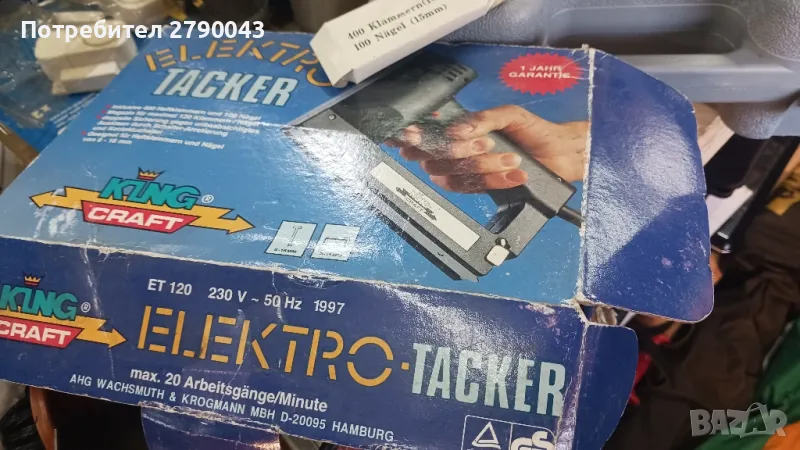 Потребител 2790043
400 Klammern
100 Nägel (15mm)
ELEKTRO
TACKER
1 JAHR
GARANTIE
KING ®
CRAFT
KING ®
CRAFT
ET 120 230 V ~ 50 Hz 1997
ELEKTRO-TACKER
max. 20 Arbeitsgänge/Minute
AHG WACHSMUTH & KROGMANN MBH D-20095 HAMBURG
GS
BAZAR